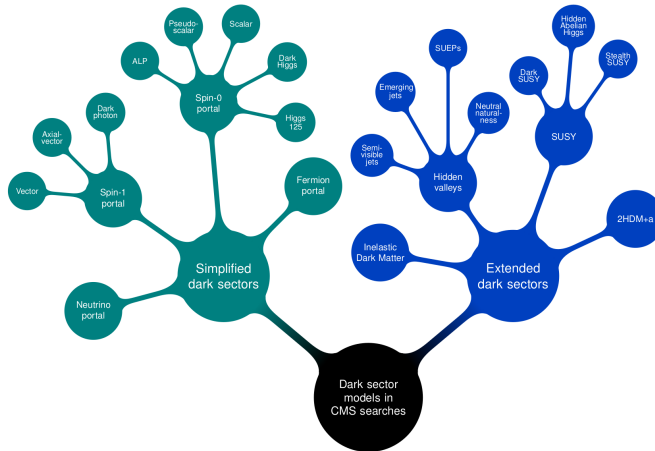 Pseudo-
scalar
Scalar
ALP
Dark
Higgs
Spin-0
portal
Higgs
125
Dark
photon
Axial-
vector
Vector
Spin-1
portal
Fermion
portal
Simplified
dark sectors
Neutrino
portal
Hidden
Abelian
Higgs
SUEPs
Stealth
SUSY
Dark
SUSY
Emerging
jets
Neutral
natural-
ness
SUSY
Semi-
visible
jets
Hidden
valleys
2HDM+a
Inelastic
Dark Matter
Extended
dark sectors
Dark sector
models in
CMS searches